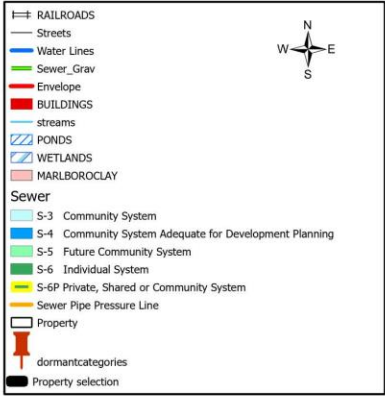 RAILROADS
Streets
Water Lines
Sewer_Grav
Envelope
BUILDINGS
streams
PONDS
WETLANDS
MARLBOROCLAY
N
W E
S
Sewer
S-3 Community System
S-4 Community System Adequate for Development Planning
S-5 Future Community System
S-6 Individual System
S-6P Private, Shared or Community System
Sewer Pipe Pressure Line
Property
dormantcategories
Property selection